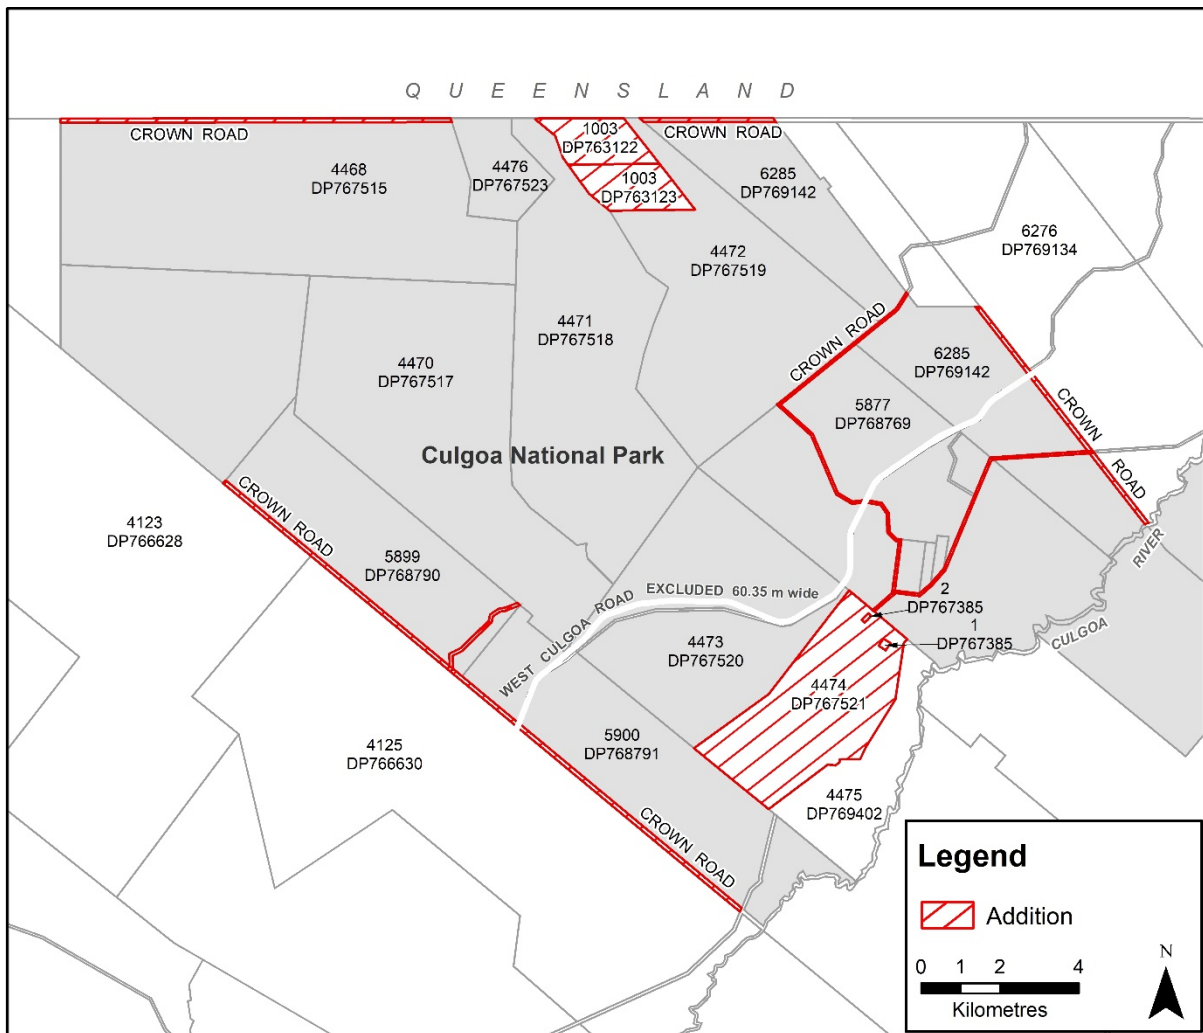 QUEENSLAND
CROWN ROAD
1003
DP763122
CROWN ROAD
4468
DP767515
4476
DP767523
1003
DP763123
6285
DP769142
6276
DP769134
4472
DP767519
4471
DP767518
CROWN ROAD
4470
DP767517
6285
DP769142
5877
DP768769
CROWN ROAD
Culgoa National Park
CROWN ROAD
4123
DP766628
5899
DP768790
RIVER
CULGOA
2
DP767385
1
DP767385
WEST CULGOA ROAD EXCLUDED 60.35 m wide
4473
DP767520
4474
DP767521
5900
DP768791
4125
DP766630
4475
DP769402
CROWN ROAD
Legend
Addition
N
0 1 2 4
Kilometres